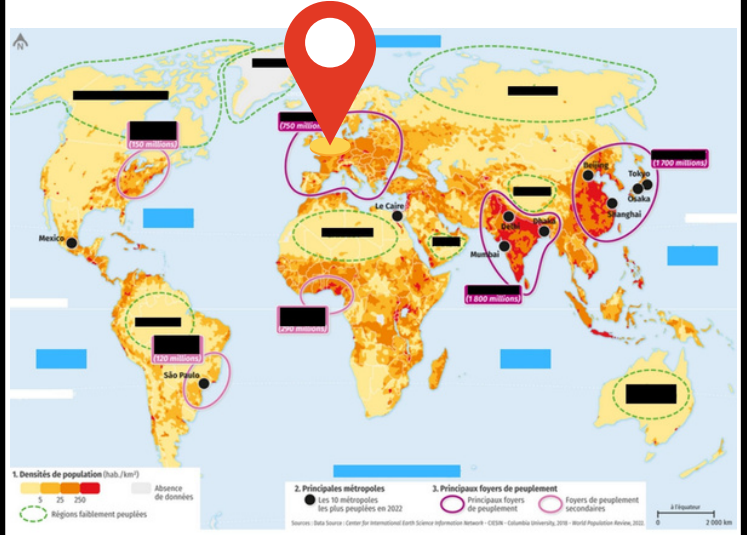 N
(150 millions)
(750 millions)
(1 700 millions)
Beijing
Tokyo
Osaka
Shanghai
Le Caire
Delhi
Dhaka
Mumbai
Mexico
(1 800 millions)
(290 millions)
(120 millions)
São Paulo
1. Densités de population (hab./km²)
5 25 250
Absence
de données
Régions faiblement peuplées
2. Principales métropoles
Les 10 métropoles
les plus peuplées en 2022
3. Principaux foyers de peuplement
Principaux foyers
de peuplement
Foyers de peuplement
secondaires
à l'équateur
0 2 000 km
Sources : Data Source : Center for International Earth Science Information Network - CIESIN - Columbia University, 2018 - World Population Review, 2022.